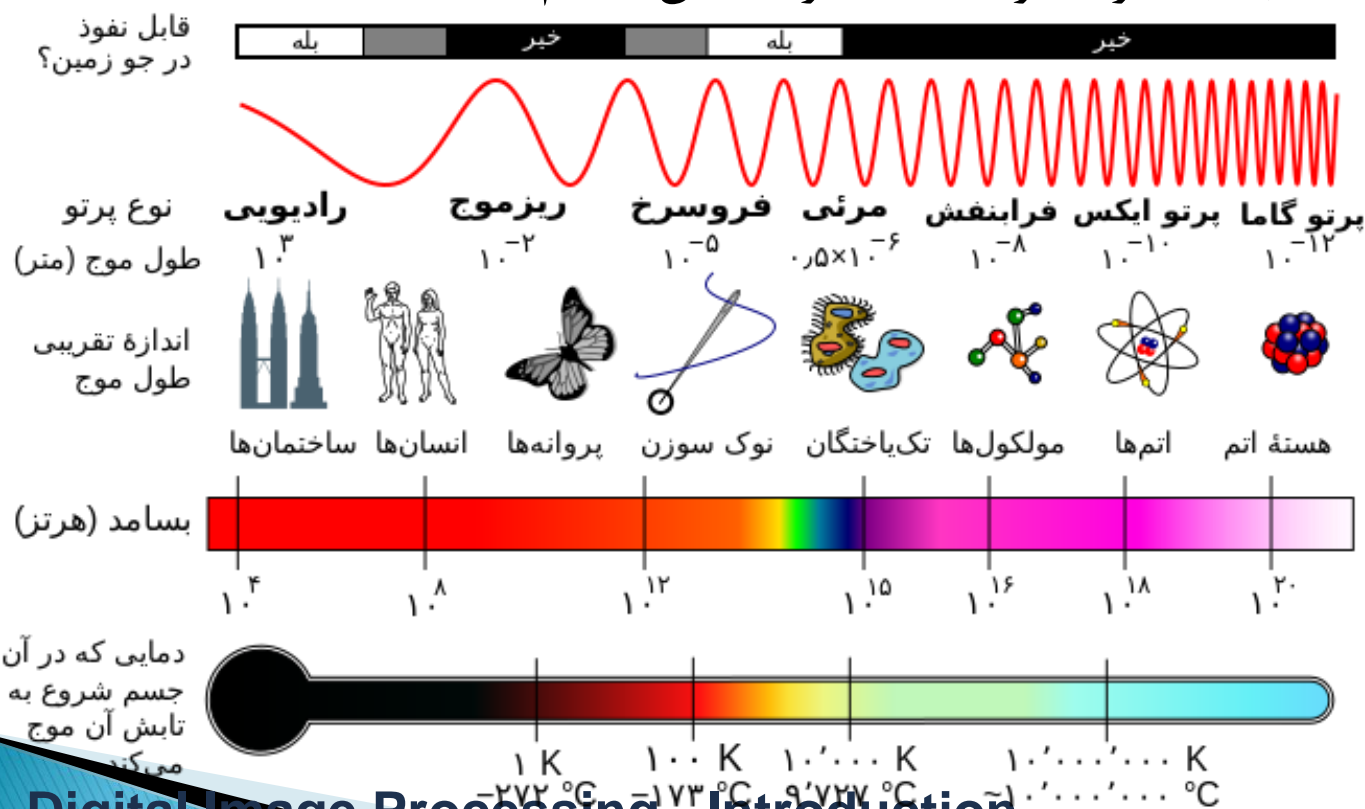 قابل نفوذ
در جو زمین؟
بله خیر بله خیر
نوع پرتو رادیویی ریزموج فروسرخ مرئی فرابنفش پرتو ایکس پرتو گاما
طول موج (متر) ۱۰^۳ ۱۰^−۲ ۱۰^−۵ ۰٫۵×۱۰^−۶ ۱۰^−۸ ۱۰^−۱۰ ۱۰^−۱۲
اندازهٔ تقریبی
طول موج
ساختمان‌ها انسان‌ها پروانه‌ها نوک سوزن تک‌یاختگان مولکول‌ها اتم‌ها هستهٔ اتم
بسامد (هرتز)
۱۰^۴ ۱۰^۸ ۱۰^۱۲ ۱۰^۱۵ ۱۰^۱۶ ۱۰^۱۸ ۱۰^۲۰
دمایی که در آن
جسم شروع به
تابش آن موج
می‌کند
۱ K ۱۰۰ K ۱۰٬۰۰۰ K ۱۰٬۰۰۰٬۰۰۰ K
−۲۷۲ °C −۱۷۳ °C ۹٬۷۲۷ °C ~۱۰٬۰۰۰٬۰۰۰ °C
Digital Image Processing Introduction